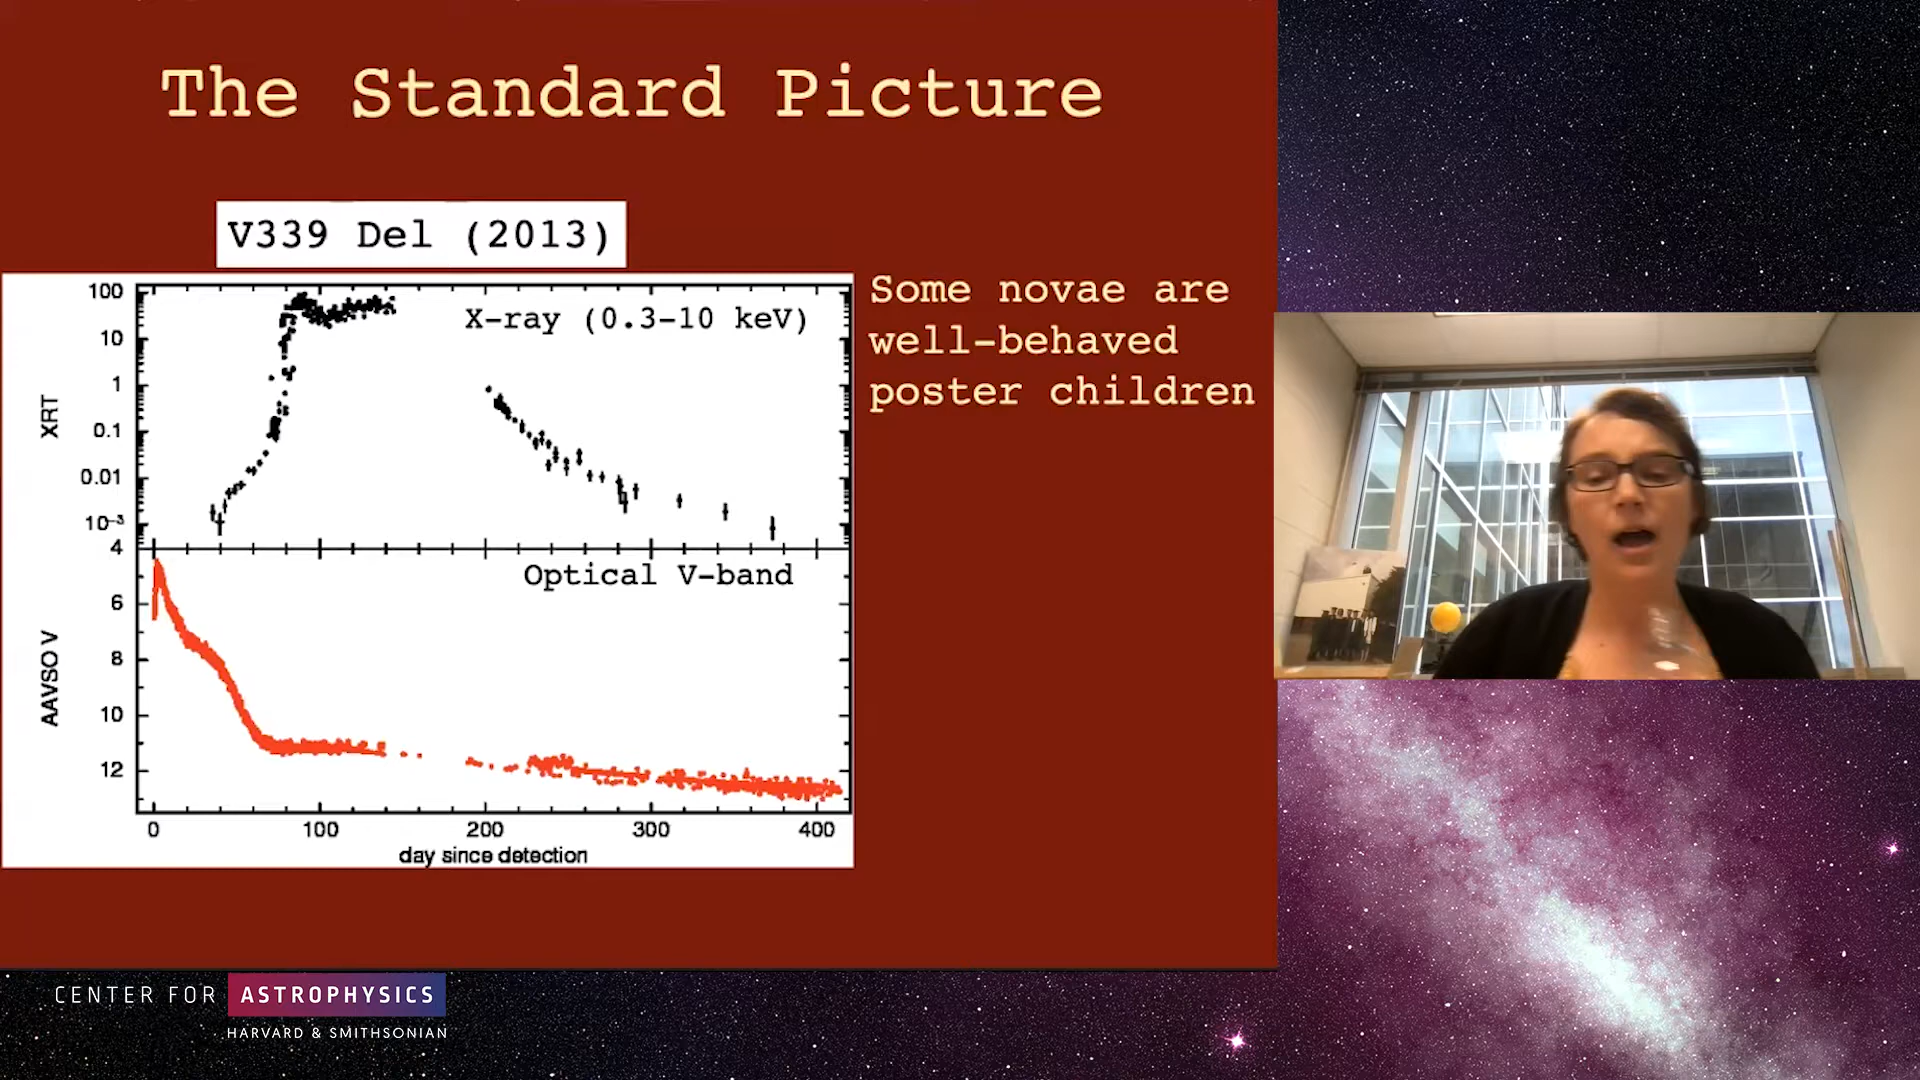 The Standard Picture
V339 Del (2013)
Some novae are
well-behaved
poster children
X-ray (0.3-10 keV)
XRT
100
10
1
0.1
0.01
10⁻³
Optical V-band
AAVSO V
4
6
8
10
12
0 100 200 300 400
day since detection
CENTER FOR ASTROPHYSICS
HARVARD & SMITHSONIAN